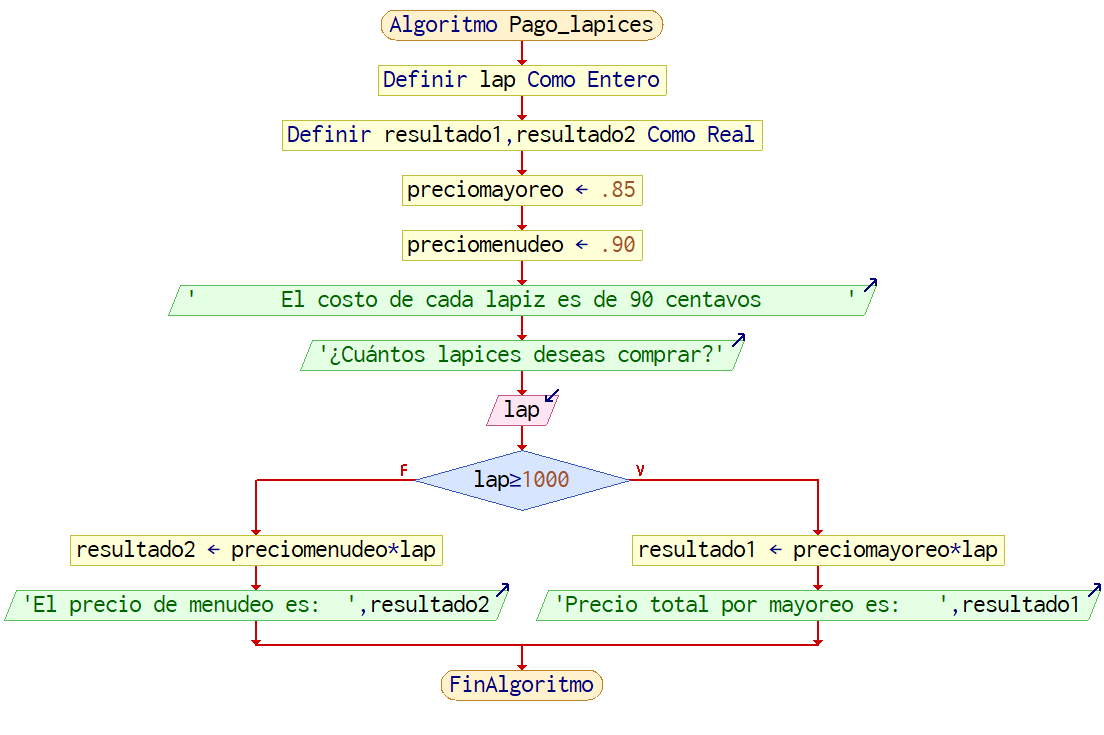 Algoritmo Pago_lapices
Definir lap Como Entero
Definir resultado1,resultado2 Como Real
preciomayoreo ← .85
preciomenudeo ← .90
'       El costo de cada lapiz es de 90 centavos       '
'¿Cuántos lapices deseas comprar?'
lap
F
V
lap≥1000
resultado2 ← preciomenudeo*lap
resultado1 ← preciomayoreo*lap
'El precio de menudeo es:  ',resultado2
'Precio total por mayoreo es:   ',resultado1
FinAlgoritmo